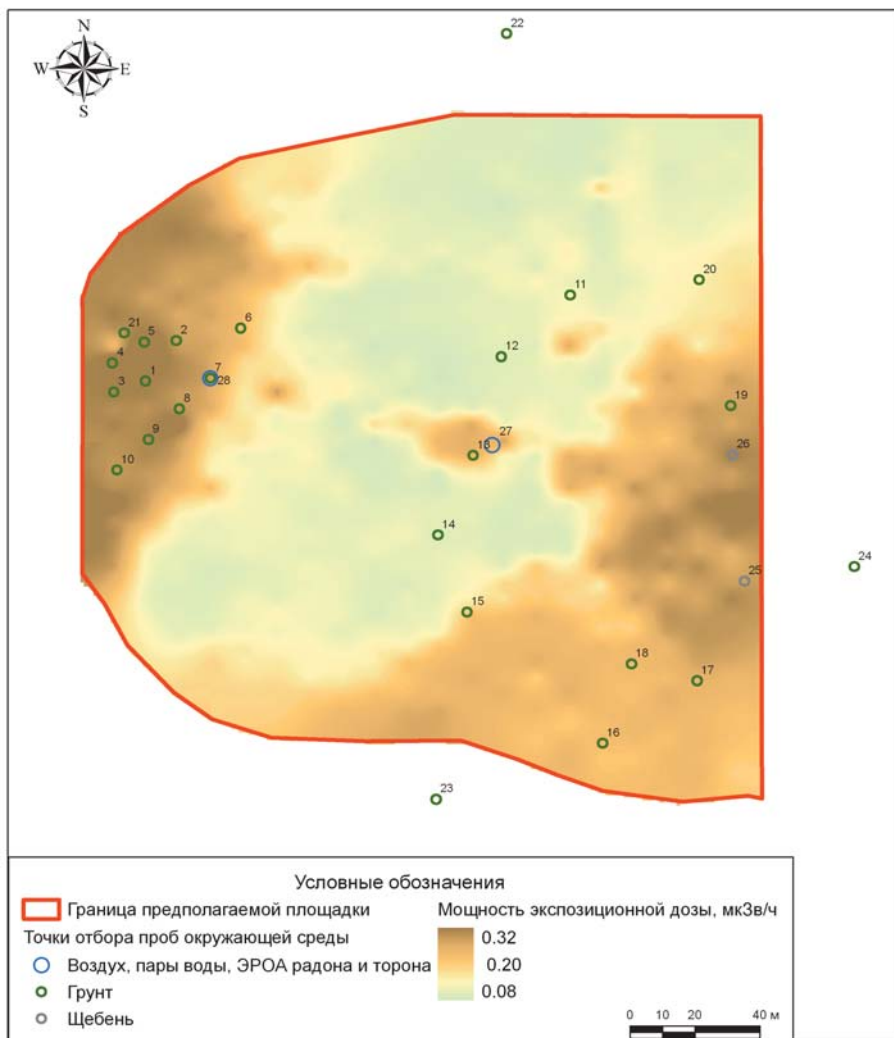 22
N
W E
S
20
11
21
5
2
6
12
4
7
1
28
3
8
19
27
9
13
26
10
14
24
25
15
18
17
16
23
Условные обозначения
Граница предполагаемой площадки
Мощность экспозиционной дозы, мкЗв/ч
Точки отбора проб окружающей среды
0.32
Воздух, пары воды, ЭРОА радона и торона
0.20
Грунт
0.08
Щебень
0 10 20 40 м